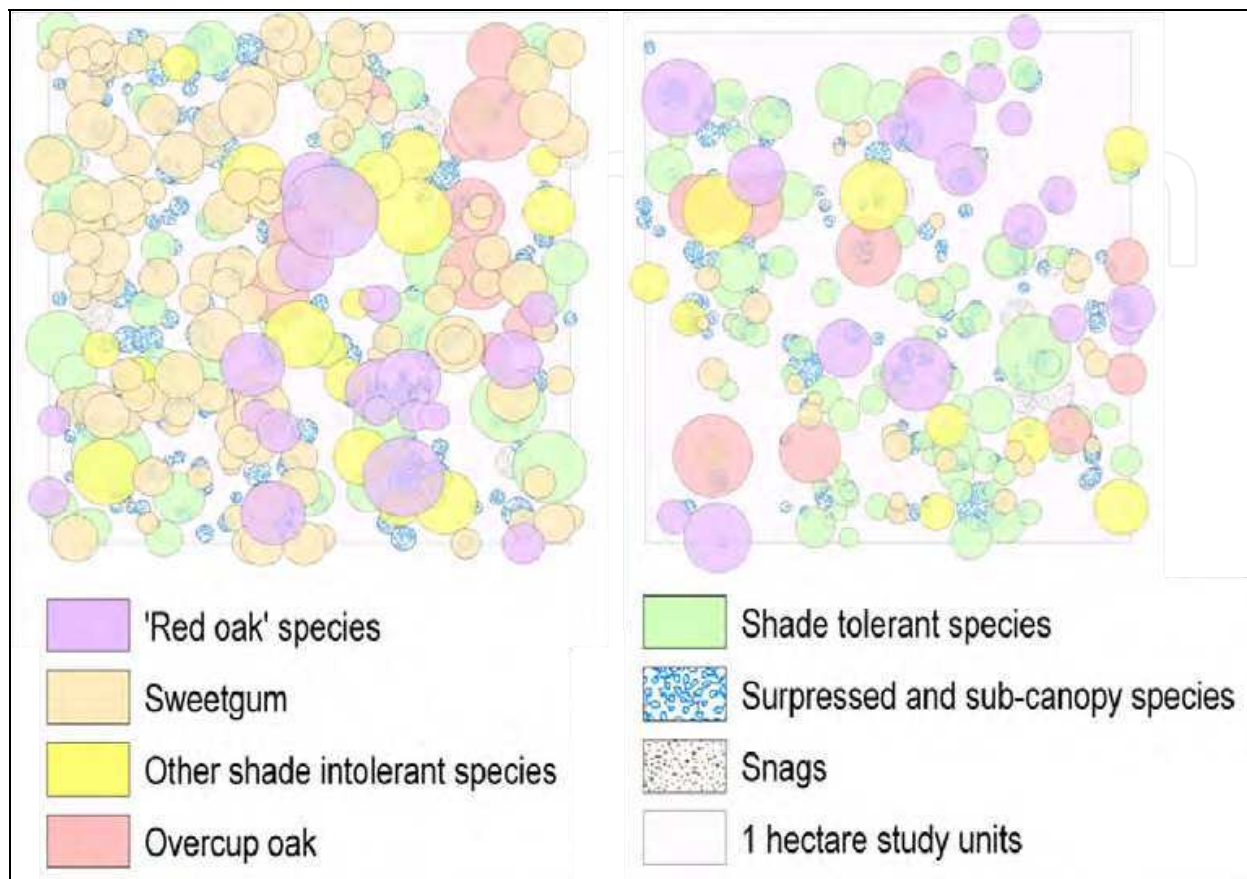 'Red oak' species
Sweetgum
Other shade intolerant species
Overcup oak
Shade tolerant species
Surpressed and sub-canopy species
Snags
1 hectare study units